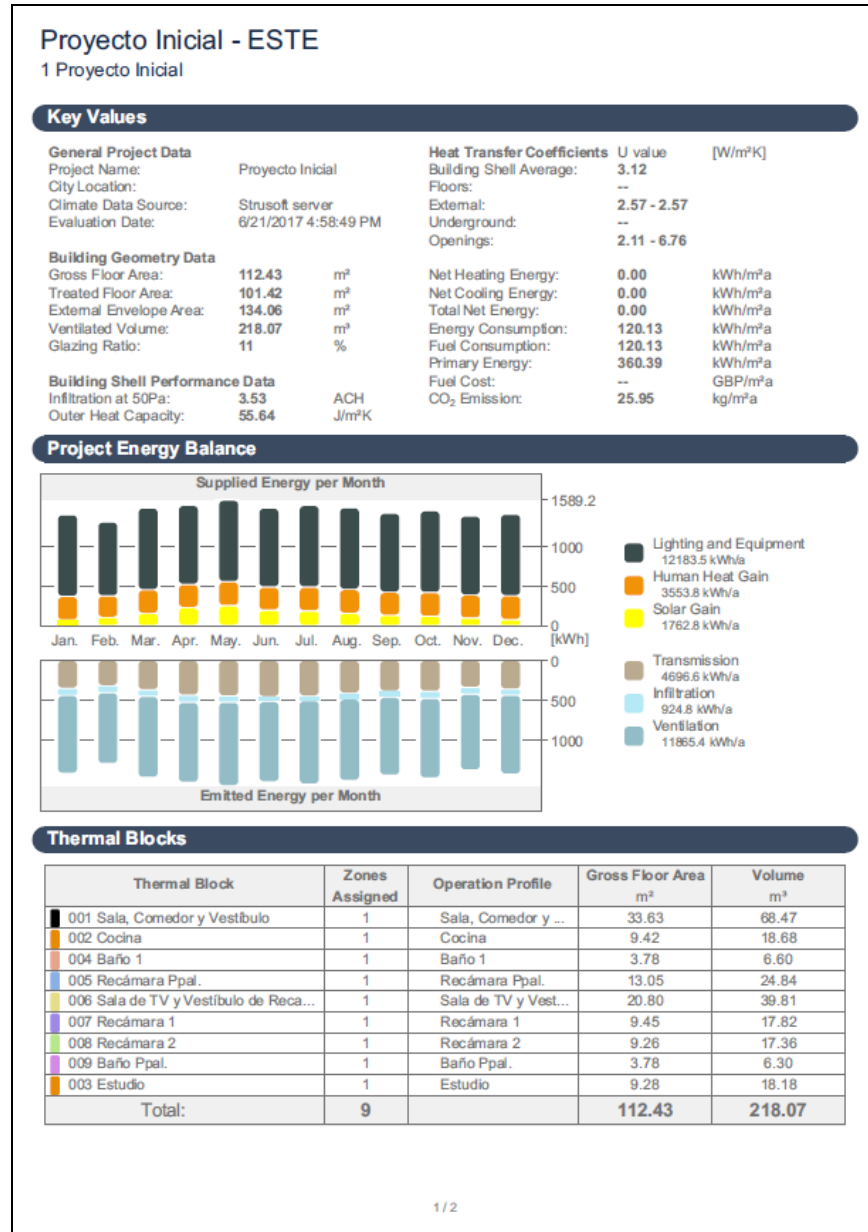 Proyecto Inicial - ESTE
1 Proyecto Inicial
Key Values
General Project Data
Project Name: Proyecto Inicial
City Location:
Climate Data Source: Strusoft server
Evaluation Date: 6/21/2017 4:58:49 PM
Building Geometry Data
Gross Floor Area: 112.43 m²
Treated Floor Area: 101.42 m²
External Envelope Area: 134.06 m²
Ventilated Volume: 218.07 m³
Glazing Ratio: 11 %
Building Shell Performance Data
Infiltration at 50Pa: 3.53 ACH
Outer Heat Capacity: 55.64 J/m²K
Heat Transfer Coefficients U value [W/m²K]
Building Shell Average: 3.12
Floors: --
External: 2.57 - 2.57
Underground: --
Openings: 2.11 - 6.76
Net Heating Energy: 0.00 kWh/m²a
Net Cooling Energy: 0.00 kWh/m²a
Total Net Energy: 0.00 kWh/m²a
Energy Consumption: 120.13 kWh/m²a
Fuel Consumption: 120.13 kWh/m²a
Primary Energy: 360.39 kWh/m²a
Fuel Cost: -- GBP/m²a
CO₂ Emission: 25.95 kg/m²a
Project Energy Balance
Supplied Energy per Month
1589.2
1000
500
0
Jan. Feb. Mar. Apr. May. Jun. Jul. Aug. Sep. Oct. Nov. Dec. [kWh]
0
500
1000
Emitted Energy per Month
Lighting and Equipment
12183.5 kWh/a
Human Heat Gain
3553.8 kWh/a
Solar Gain
1762.8 kWh/a
Transmission
4696.6 kWh/a
Infiltration
924.8 kWh/a
Ventilation
11865.4 kWh/a
Thermal Blocks
Thermal Block Zones Assigned Operation Profile Gross Floor Area m² Volume m³
001 Sala, Comedor y Vestíbulo 1 Sala, Comedor y ... 33.63 68.47
002 Cocina 1 Cocina 9.42 18.68
004 Baño 1 1 Baño 1 3.78 6.60
005 Recámara Ppal. 1 Recámara Ppal. 13.05 24.84
006 Sala de TV y Vestíbulo de Reca... 1 Sala de TV y Vest... 20.80 39.81
007 Recámara 1 1 Recámara 1 9.45 17.82
008 Recámara 2 1 Recámara 2 9.26 17.36
009 Baño Ppal. 1 Baño Ppal. 3.78 6.30
003 Estudio 1 Estudio 9.28 18.18
Total: 9 112.43 218.07
1 / 2